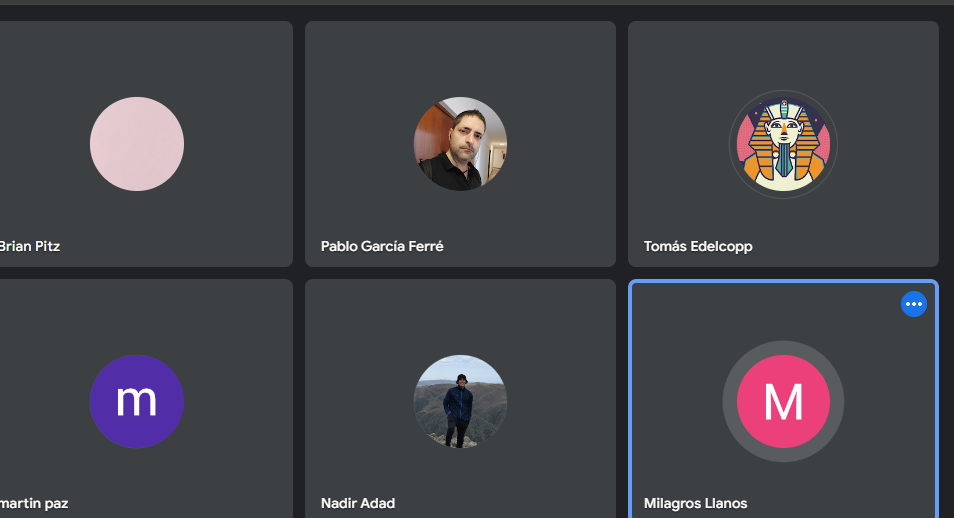 Brian Pitz
Pablo García Ferré
Tomás Edelcopp
m
M
martin paz
Nadir Adad
Milagros Llanos